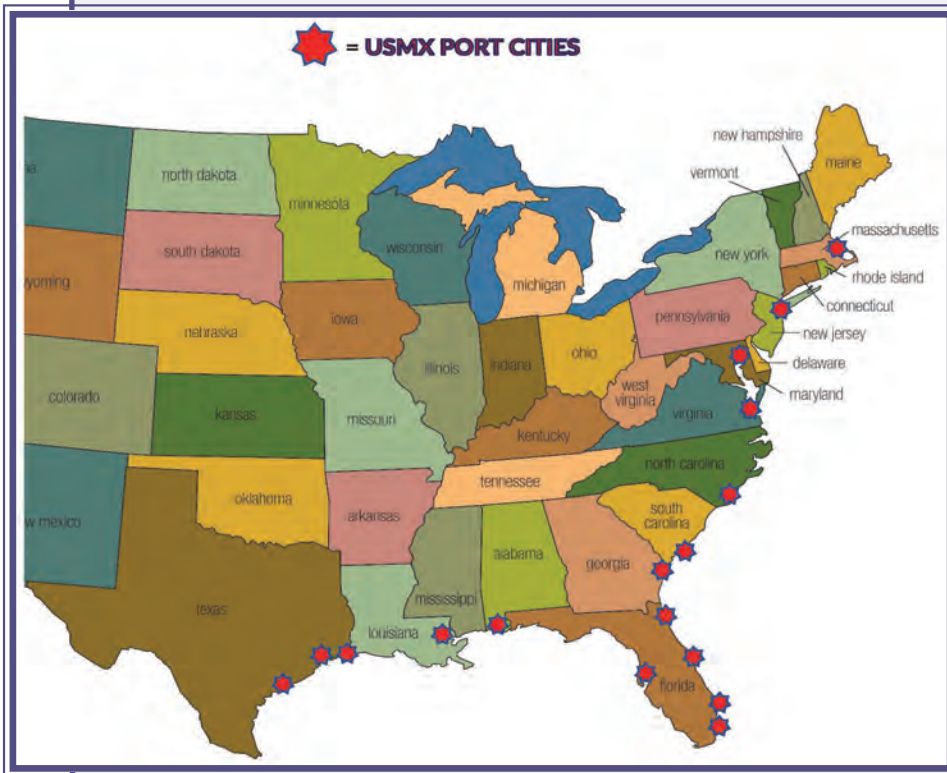 = USMX PORT CITIES
new hampshire
maine
vermont
na
north dakota
minnesota
massachusetts
wisconsin
new york
south dakota
rhode island
yoming
michigan
connecticut
pennsylvania
iowa
nebraska
new jersey
ohio
illinois
indiana
delaware
west
virginia
maryland
colorado
kansas
missouri
virginia
kentucky
north carolina
tennessee
oklahoma
south
carolina
arkansas
w mexico
alabama
georgia
mississippi
texas
louisiana
florida